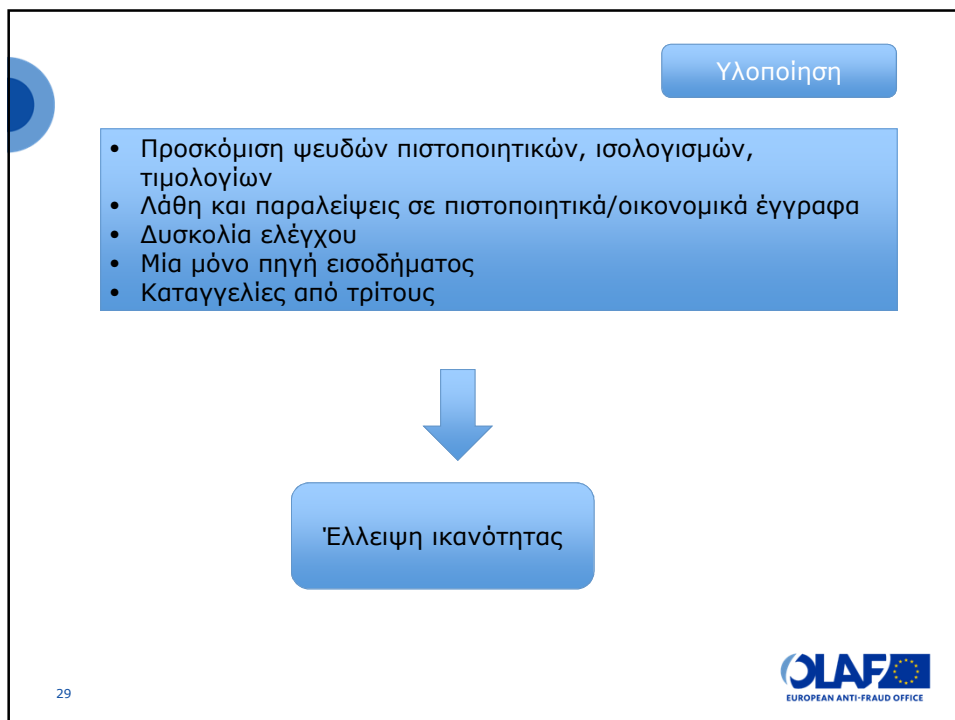 Υλοποίηση
• Προσκόμιση ψευδών πιστοποιητικών, ισολογισμών,
τιμολογίων
• Λάθη και παραλείψεις σε πιστοποιητικά/οικονομικά έγγραφα
• Δυσκολία ελέγχου
• Μία μόνο πηγή εισοδήματος
• Καταγγελίες από τρίτους
Έλλειψη ικανότητας
29
OLAF
EUROPEAN ANTI-FRAUD OFFICE